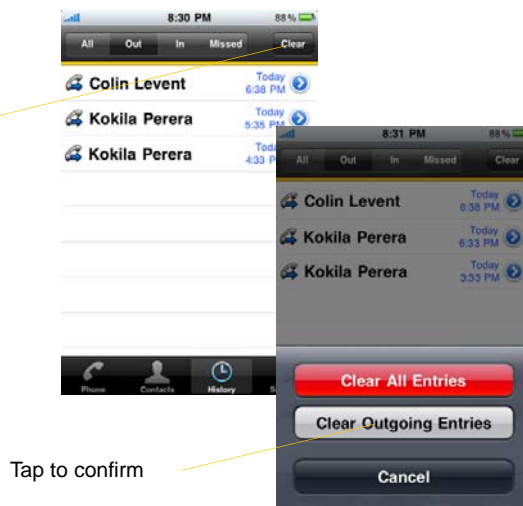 8:30 PM 88%
All Out In Missed Clear
Colin Levent Today 6:38 PM
Kokila Perera Today 5:35 PM
Kokila Perera 4:33
Phone Contacts History
8:31 PM 88%
All Out In Missed Clear
Colin Levent Today 6:38 PM
Kokila Perera Today 6:33 PM
Kokila Perera Today 3:33 PM
Clear All Entries
Clear Outgoing Entries
Cancel
Tap to confirm